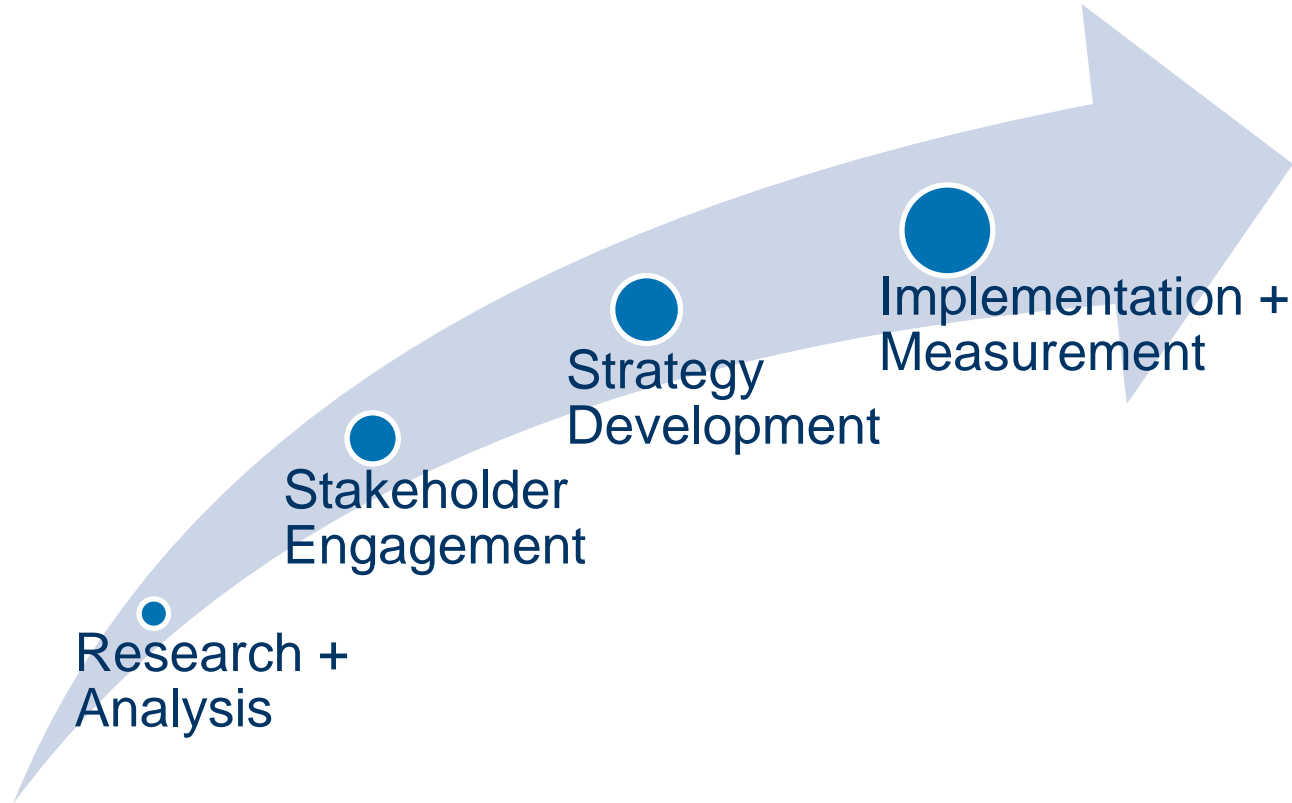 Research +
Analysis
Stakeholder
Engagement
Strategy
Development
Implementation +
Measurement